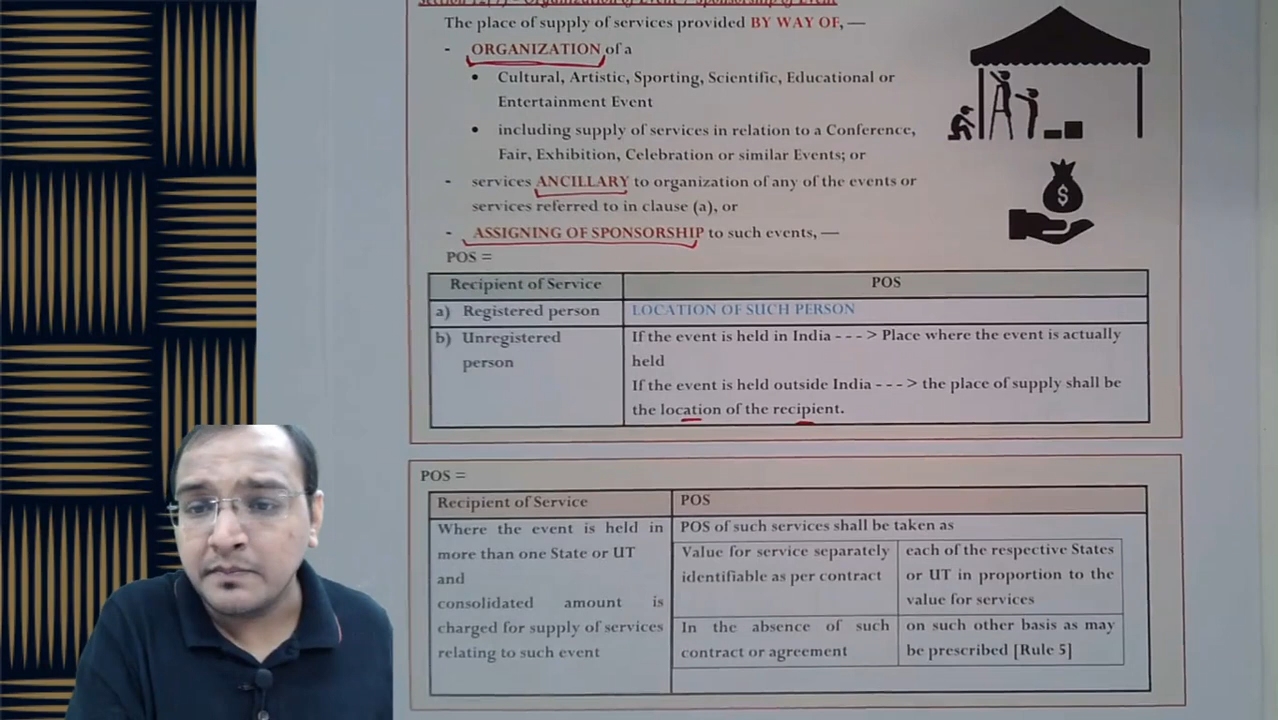 The place of supply of services provided BY WAY OF, —
- ORGANIZATION of a
• Cultural, Artistic, Sporting, Scientific, Educational or
Entertainment Event
• including supply of services in relation to a Conference,
Fair, Exhibition, Celebration or similar Events; or
- services ANCILLARY to organization of any of the events or
services referred to in clause (a), or
- ASSIGNING OF SPONSORSHIP to such events, —
POS =
Recipient of Service POS
a) Registered person LOCATION OF SUCH PERSON
b) Unregistered
person
If the event is held in India - - - > Place where the event is actually
held
If the event is held outside India - - - > the place of supply shall be
the location of the recipient.
$
POS =
Recipient of Service POS
Where the event is held in
more than one State or UT
and
consolidated amount is
charged for supply of services
relating to such event
POS of such services shall be taken as
Value for service separately
identifiable as per contract
each of the respective States
or UT in proportion to the
value for services
In the absence of such
contract or agreement
on such other basis as may
be prescribed [Rule 5]